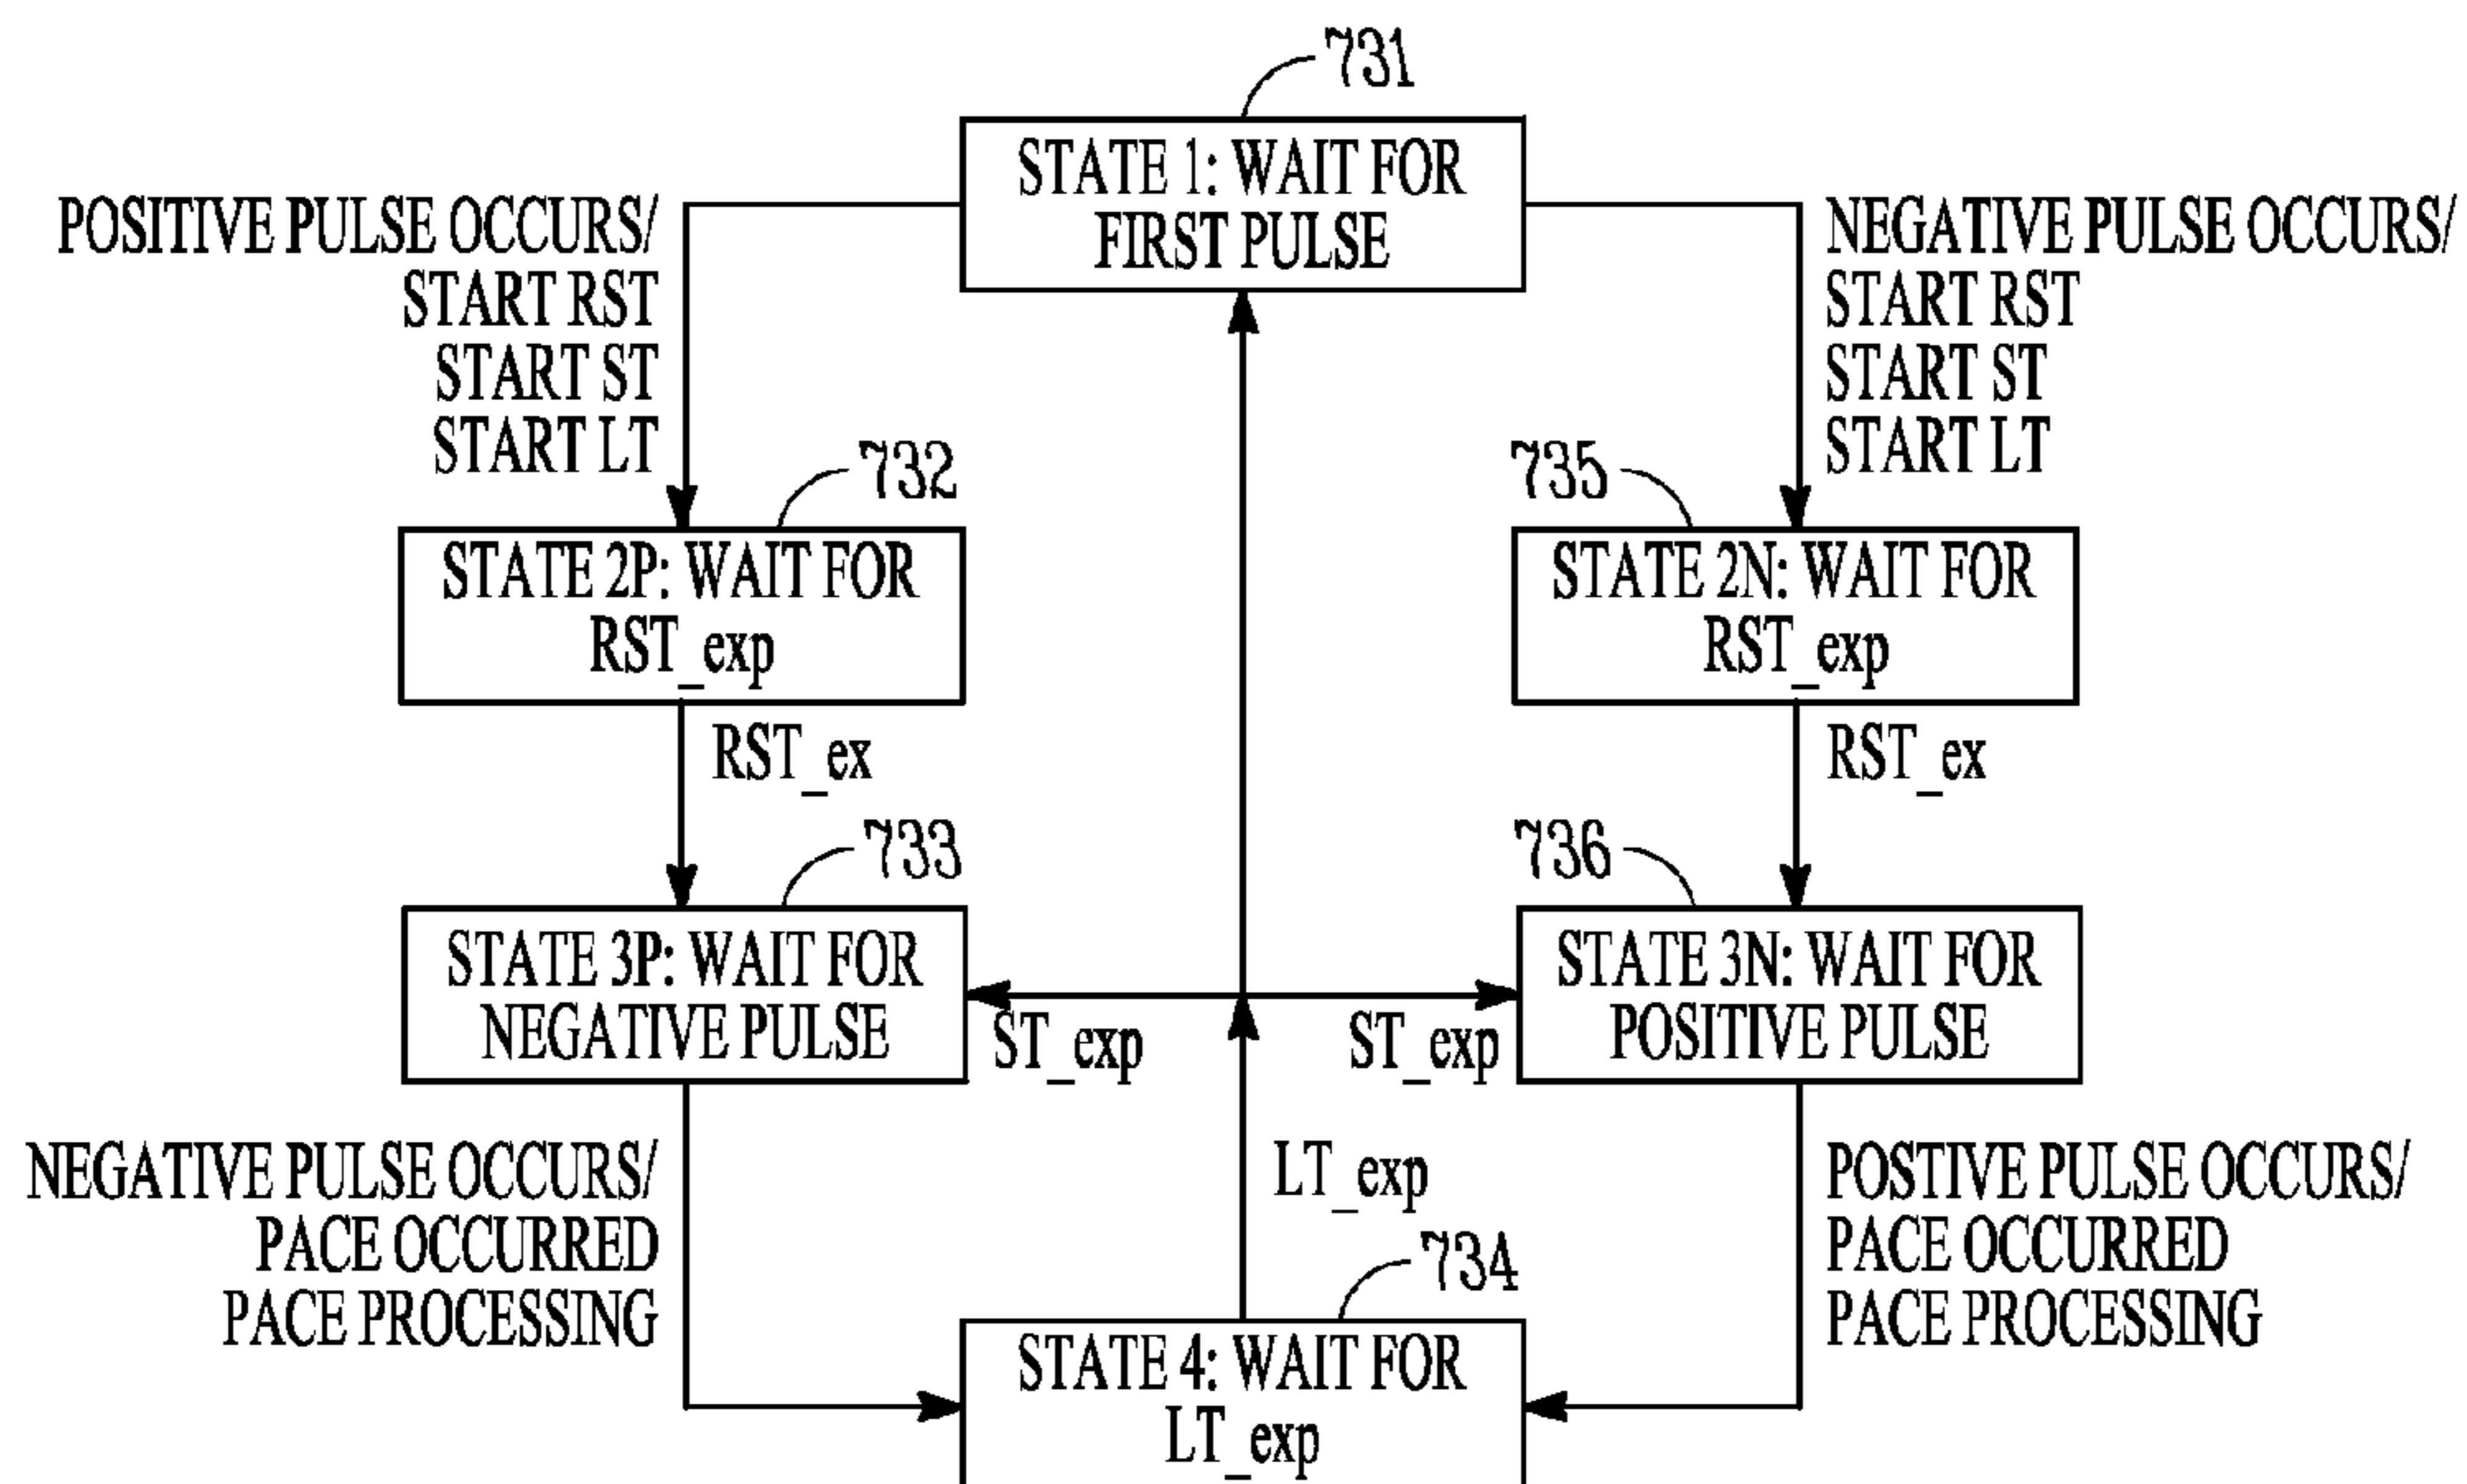 731
STATE 1: WAIT FOR
FIRST PULSE
POSITIVE PULSE OCCURS/
START RST
START ST
START LT
NEGATIVE PULSE OCCURS/
START RST
START ST
START LT
732
STATE 2P: WAIT FOR
RST_exp
735
STATE 2N: WAIT FOR
RST_exp
RST_ex
RST_ex
733
STATE 3P: WAIT FOR
NEGATIVE PULSE
736
STATE 3N: WAIT FOR
POSITIVE PULSE
ST_exp
ST_exp
NEGATIVE PULSE OCCURS/
PACE OCCURRED
PACE PROCESSING
LT_exp
POSTIVE PULSE OCCURS/
PACE OCCURRED
PACE PROCESSING
734
STATE 4: WAIT FOR
LT_exp